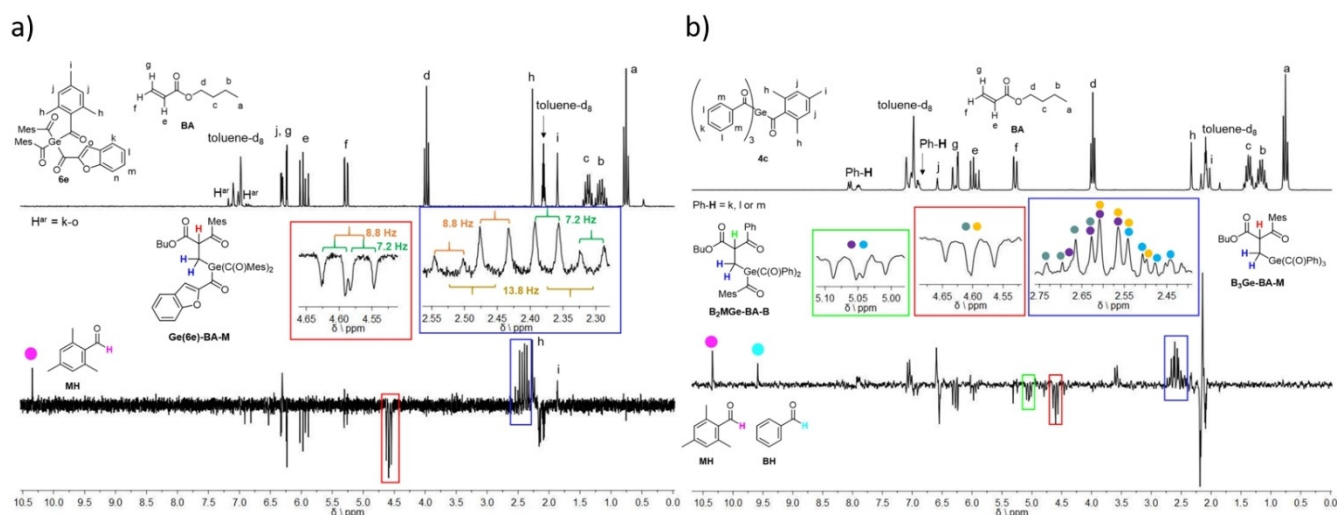 a)
6e
BA
toluene-d₈
Hᵃʳ
Hᵃʳ
j, g
e
f
d
h
toluene-d₈
i
c
b
a
Hᵃʳ = k-o
BuO
Mes
Ge(C(O)Mes)₂
Ge(6e)-BA-M
8.8 Hz
7.2 Hz
4.65 4.60 4.55
δ \ ppm
8.8 Hz
7.2 Hz
13.8 Hz
2.55 2.50 2.45 2.40 2.35 2.30
δ \ ppm
MH
h
i
10.5 10.0 9.5 9.0 8.5 8.0 7.5 7.0 6.5 6.0 5.5 5.0 4.5 4.0 3.5 3.0 2.5 2.0 1.5 1.0 0.5 0.0
δ \ ppm
b)
4c
BA
Ph-H
toluene-d₈
Ph-H
j
g
e
f
d
h
toluene-d₈
i
c
b
a
Ph-H = k, l or m
BuO
Ph
Ge(C(O)Ph)₂
Mes
B₂MGe-BA-B
5.10 5.05 5.00
δ \ ppm
4.65 4.60 4.55
δ \ ppm
2.75 2.65 2.55 2.45
δ \ ppm
Mes
BuO
Ge(C(O)Ph)₃
B₃Ge-BA-M
MH
BH
10.5 10.0 9.5 9.0 8.5 8.0 7.5 7.0 6.5 6.0 5.5 5.0 4.5 4.0 3.5 3.0 2.5 2.0 1.5 1.0 0.5 0.0
δ \ ppm